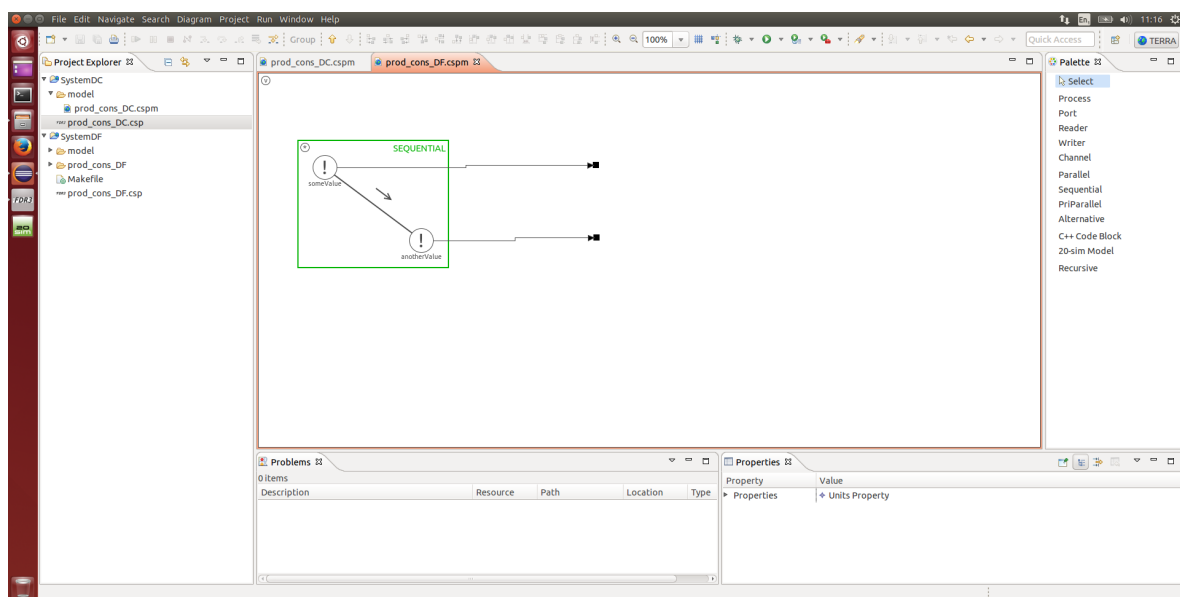 File Edit Navigate Search Diagram Project Run Window Help
En 11:16
Group 100% Quick Access TERRA
Project Explorer
SystemDC
model
prod_cons_DC.cspm
prod_cons_DC.csp
SystemDF
model
prod_cons_DF
Makefile
prod_cons_DF.csp
FDR3
20
SIM
prod_cons_DC.cspm prod_cons_DF.cspm
SEQUENTIAL
!
someValue
!
anotherValue
Palette
Select
Process
Port
Reader
Writer
Channel
Parallel
Sequential
PriParallel
Alternative
C++ Code Block
20-sim Model
Recursive
Problems
0 items
Description Resource Path Location Type
Properties
Property Value
Properties Units Property